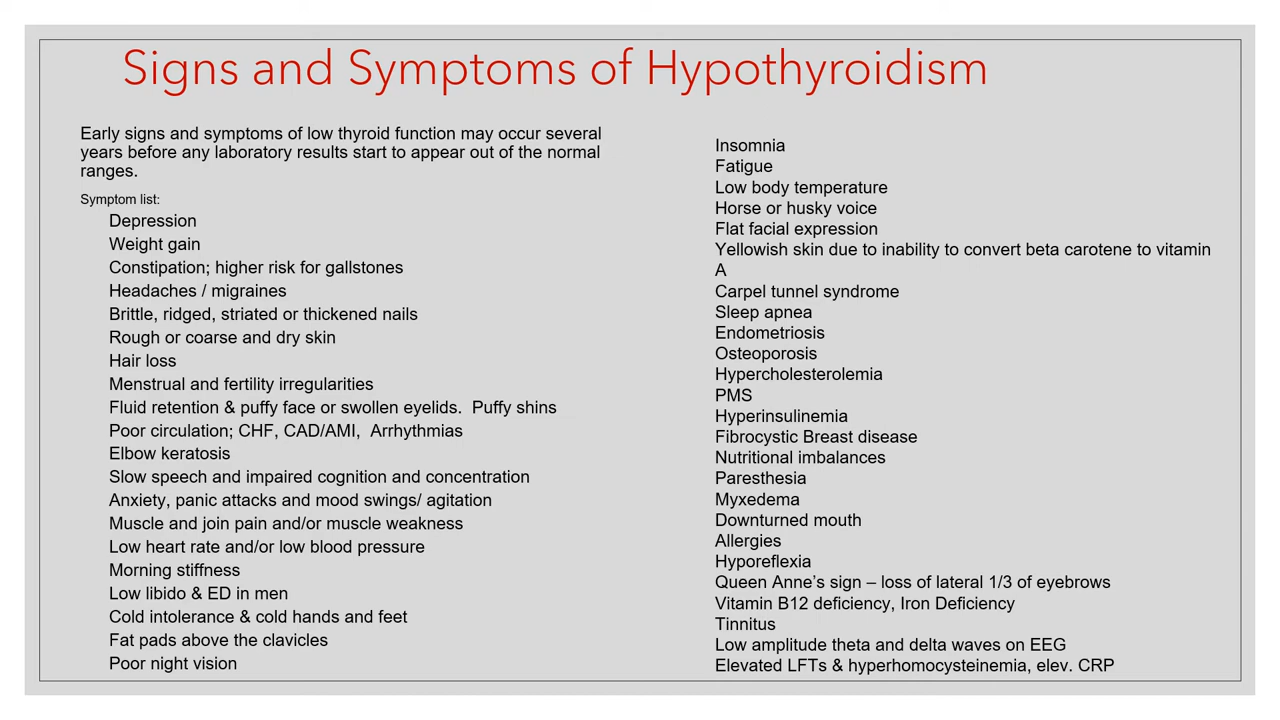 Signs and Symptoms of Hypothyroidism
Early signs and symptoms of low thyroid function may occur several
years before any laboratory results start to appear out of the normal
ranges.
Symptom list:
Depression
Weight gain
Constipation; higher risk for gallstones
Headaches / migraines
Brittle, ridged, striated or thickened nails
Rough or coarse and dry skin
Hair loss
Menstrual and fertility irregularities
Fluid retention & puffy face or swollen eyelids.  Puffy shins
Poor circulation; CHF, CAD/AMI,  Arrhythmias
Elbow keratosis
Slow speech and impaired cognition and concentration
Anxiety, panic attacks and mood swings/ agitation
Muscle and join pain and/or muscle weakness
Low heart rate and/or low blood pressure
Morning stiffness
Low libido & ED in men
Cold intolerance & cold hands and feet
Fat pads above the clavicles
Poor night vision
Insomnia
Fatigue
Low body temperature
Horse or husky voice
Flat facial expression
Yellowish skin due to inability to convert beta carotene to vitamin
A
Carpel tunnel syndrome
Sleep apnea
Endometriosis
Osteoporosis
Hypercholesterolemia
PMS
Hyperinsulinemia
Fibrocystic Breast disease
Nutritional imbalances
Paresthesia
Myxedema
Downturned mouth
Allergies
Hyporeflexia
Queen Anne’s sign – loss of lateral 1/3 of eyebrows
Vitamin B12 deficiency, Iron Deficiency
Tinnitus
Low amplitude theta and delta waves on EEG
Elevated LFTs & hyperhomocysteinemia, elev. CRP